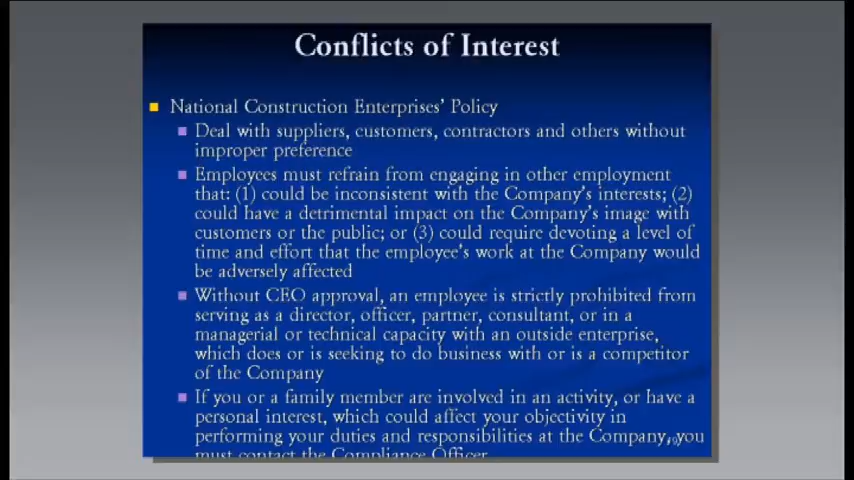 Conflicts of Interest
National Construction Enterprises' Policy
Deal with suppliers, customers, contractors and others without
improper preference
Employees must refrain from engaging in other employment
that: (1) could be inconsistent with the Company's interests; (2)
could have a detrimental impact on the Company's image with
customers or the public; or (3) could require devoting a level of
time and effort that the employee's work at the Company would
be adversely affected
Without CEO approval, an employee is strictly prohibited from
serving as a director, officer, partner, consultant, or in a
managerial or technical capacity with an outside enterprise,
which does or is seeking to do business with or is a competitor
of the Company
If you or a family member are involved in an activity, or have a
personal interest, which could affect your objectivity in
performing your duties and responsibilities at the Company, you
must contact the Compliance Officer